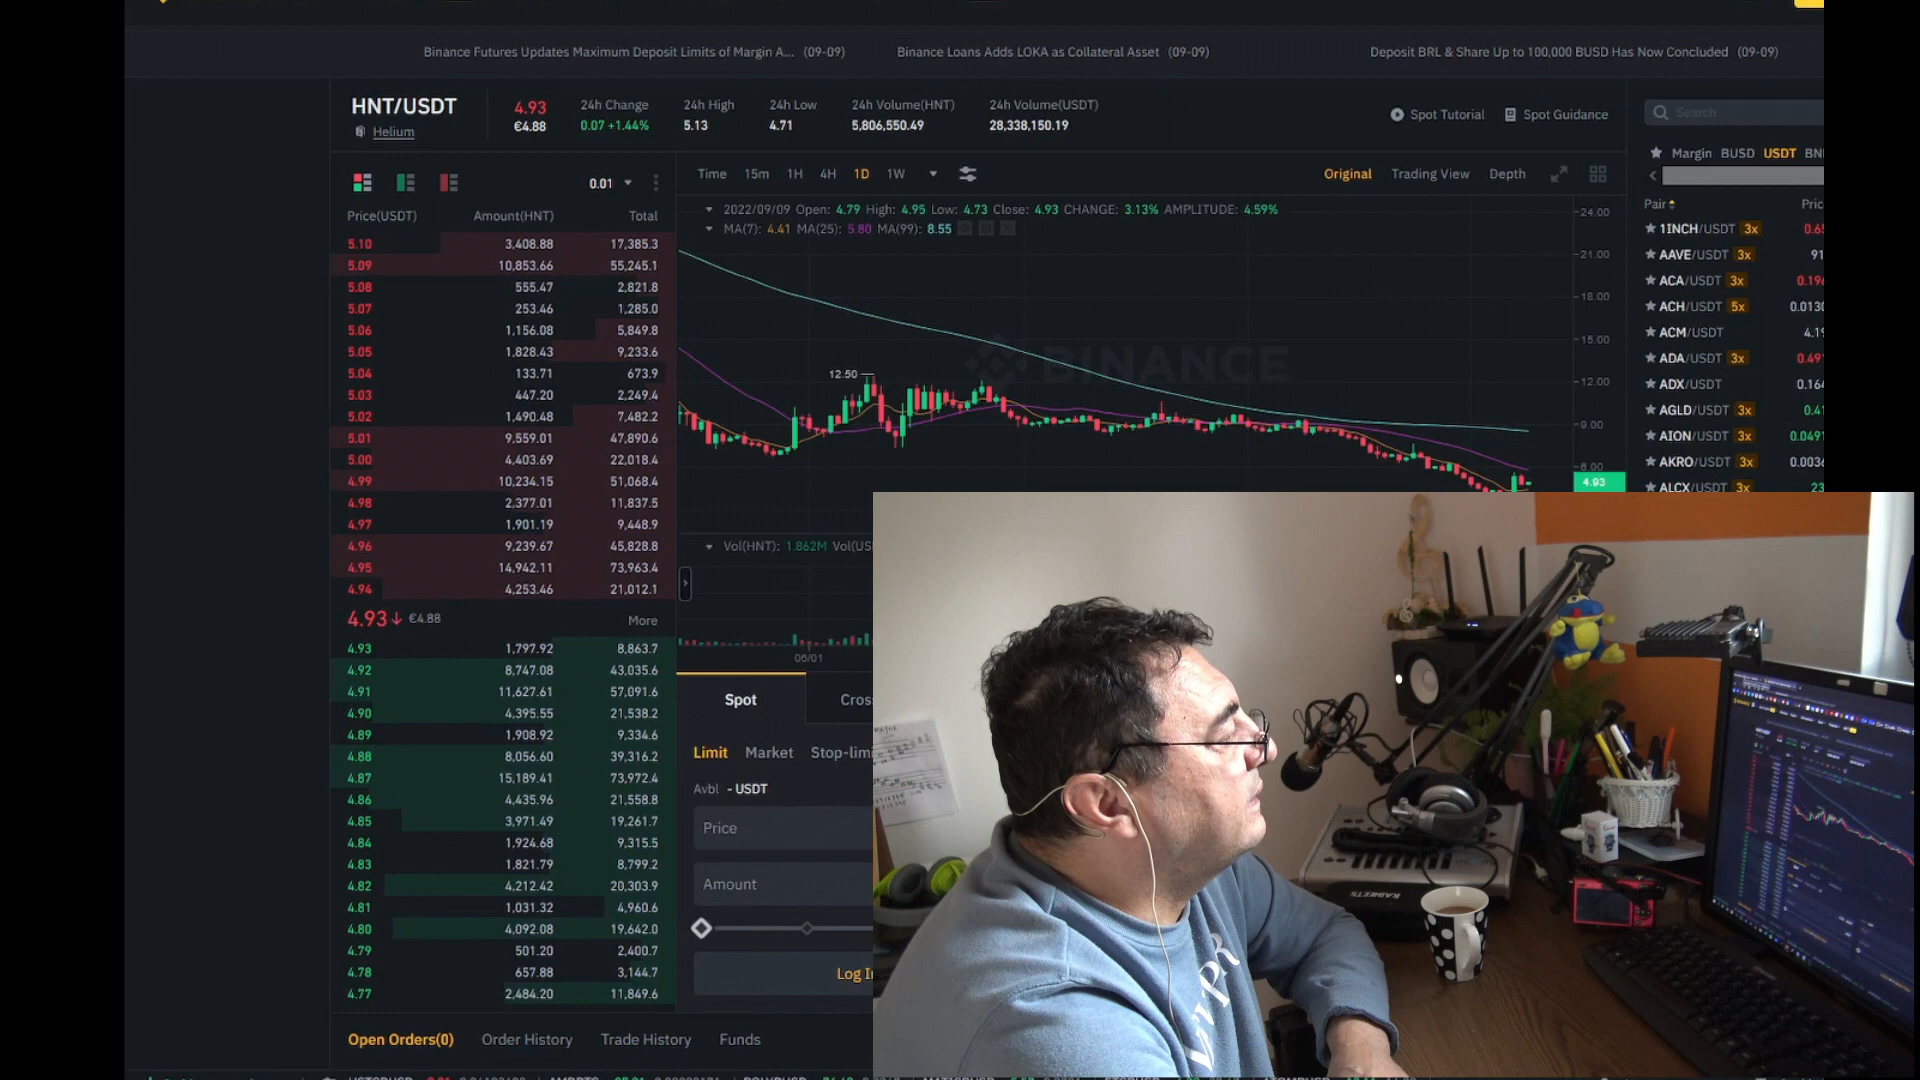 Binance Futures Updates Maximum Deposit Limits of Margin A... (09-09) Binance Loans Adds LOKA as Collateral Asset (09-09) Deposit BRL & Share Up to 100,000 BUSD Has Now Concluded (09-09)
HNT/USDT
Helium
4.93
€4.88
24h Change
0.07 +1.44%
24h High
5.13
24h Low
4.71
24h Volume(HNT)
5,806,550.49
24h Volume(USDT)
28,338,150.19
Spot Tutorial Spot Guidance
Search
Margin BUSD USDT
0.01
Price(USDT) Amount(HNT) Total
5.10 3,408.88 17,385.3
5.09 10,853.66 55,245.1
5.08 555.47 2,821.8
5.07 253.46 1,285.0
5.06 1,156.08 5,849.8
5.05 1,828.43 9,233.6
5.04 133.71 673.9
5.03 447.20 2,249.4
5.02 1,490.48 7,482.2
5.01 9,559.01 47,890.6
5.00 4,403.69 22,018.4
4.99 10,234.15 51,068.4
4.98 2,377.01 11,837.5
4.97 1,901.19 9,448.9
4.96 9,239.67 45,828.8
4.95 14,942.11 73,963.4
4.94 4,253.46 21,012.1
4.93 €4.88 More
4.93 1,797.92 8,863.7
4.92 8,747.08 43,035.6
4.91 11,627.61 57,091.6
4.90 4,395.55 21,538.2
4.89 1,908.92 9,334.6
4.88 8,056.60 39,316.2
4.87 15,189.41 73,972.4
4.86 4,435.96 21,558.8
4.85 3,971.49 19,261.7
4.84 1,924.68 9,315.5
4.83 1,821.79 8,799.2
4.82 4,212.42 20,303.9
4.81 1,031.32 4,960.6
4.80 4,092.08 19,642.0
4.79 501.20 2,400.7
4.78 657.88 3,144.7
4.77 2,484.20 11,849.6
Time 15m 1H 4H 1D 1W
Original Trading View Depth
2022/09/09 Open: 4.79 High: 4.95 Low: 4.73 Close: 4.93 CHANGE: 3.13% AMPLITUDE: 4.59%
MA(7): 4.41 MA(25): 5.80 MA(99): 8.55
24.00
21.00
18.00
15.00
12.00
9.00
6.00
4.93
BINANCE
12.50
Vol(HNT): 1.862M
06/01
Spot
Limit Market
Avbl - USDT
Price
Amount
Log
Pair
1INCH/USDT 3x
AAVE/USDT 3x
ACA/USDT 3x
ACH/USDT 5x
ACM/USDT
ADA/USDT 3x
ADX/USDT
AGLD/USDT 3x
AION/USDT 3x
AKRO/USDT 3x
ALCX/USDT 3x
Open Orders(0) Order History Trade History Funds